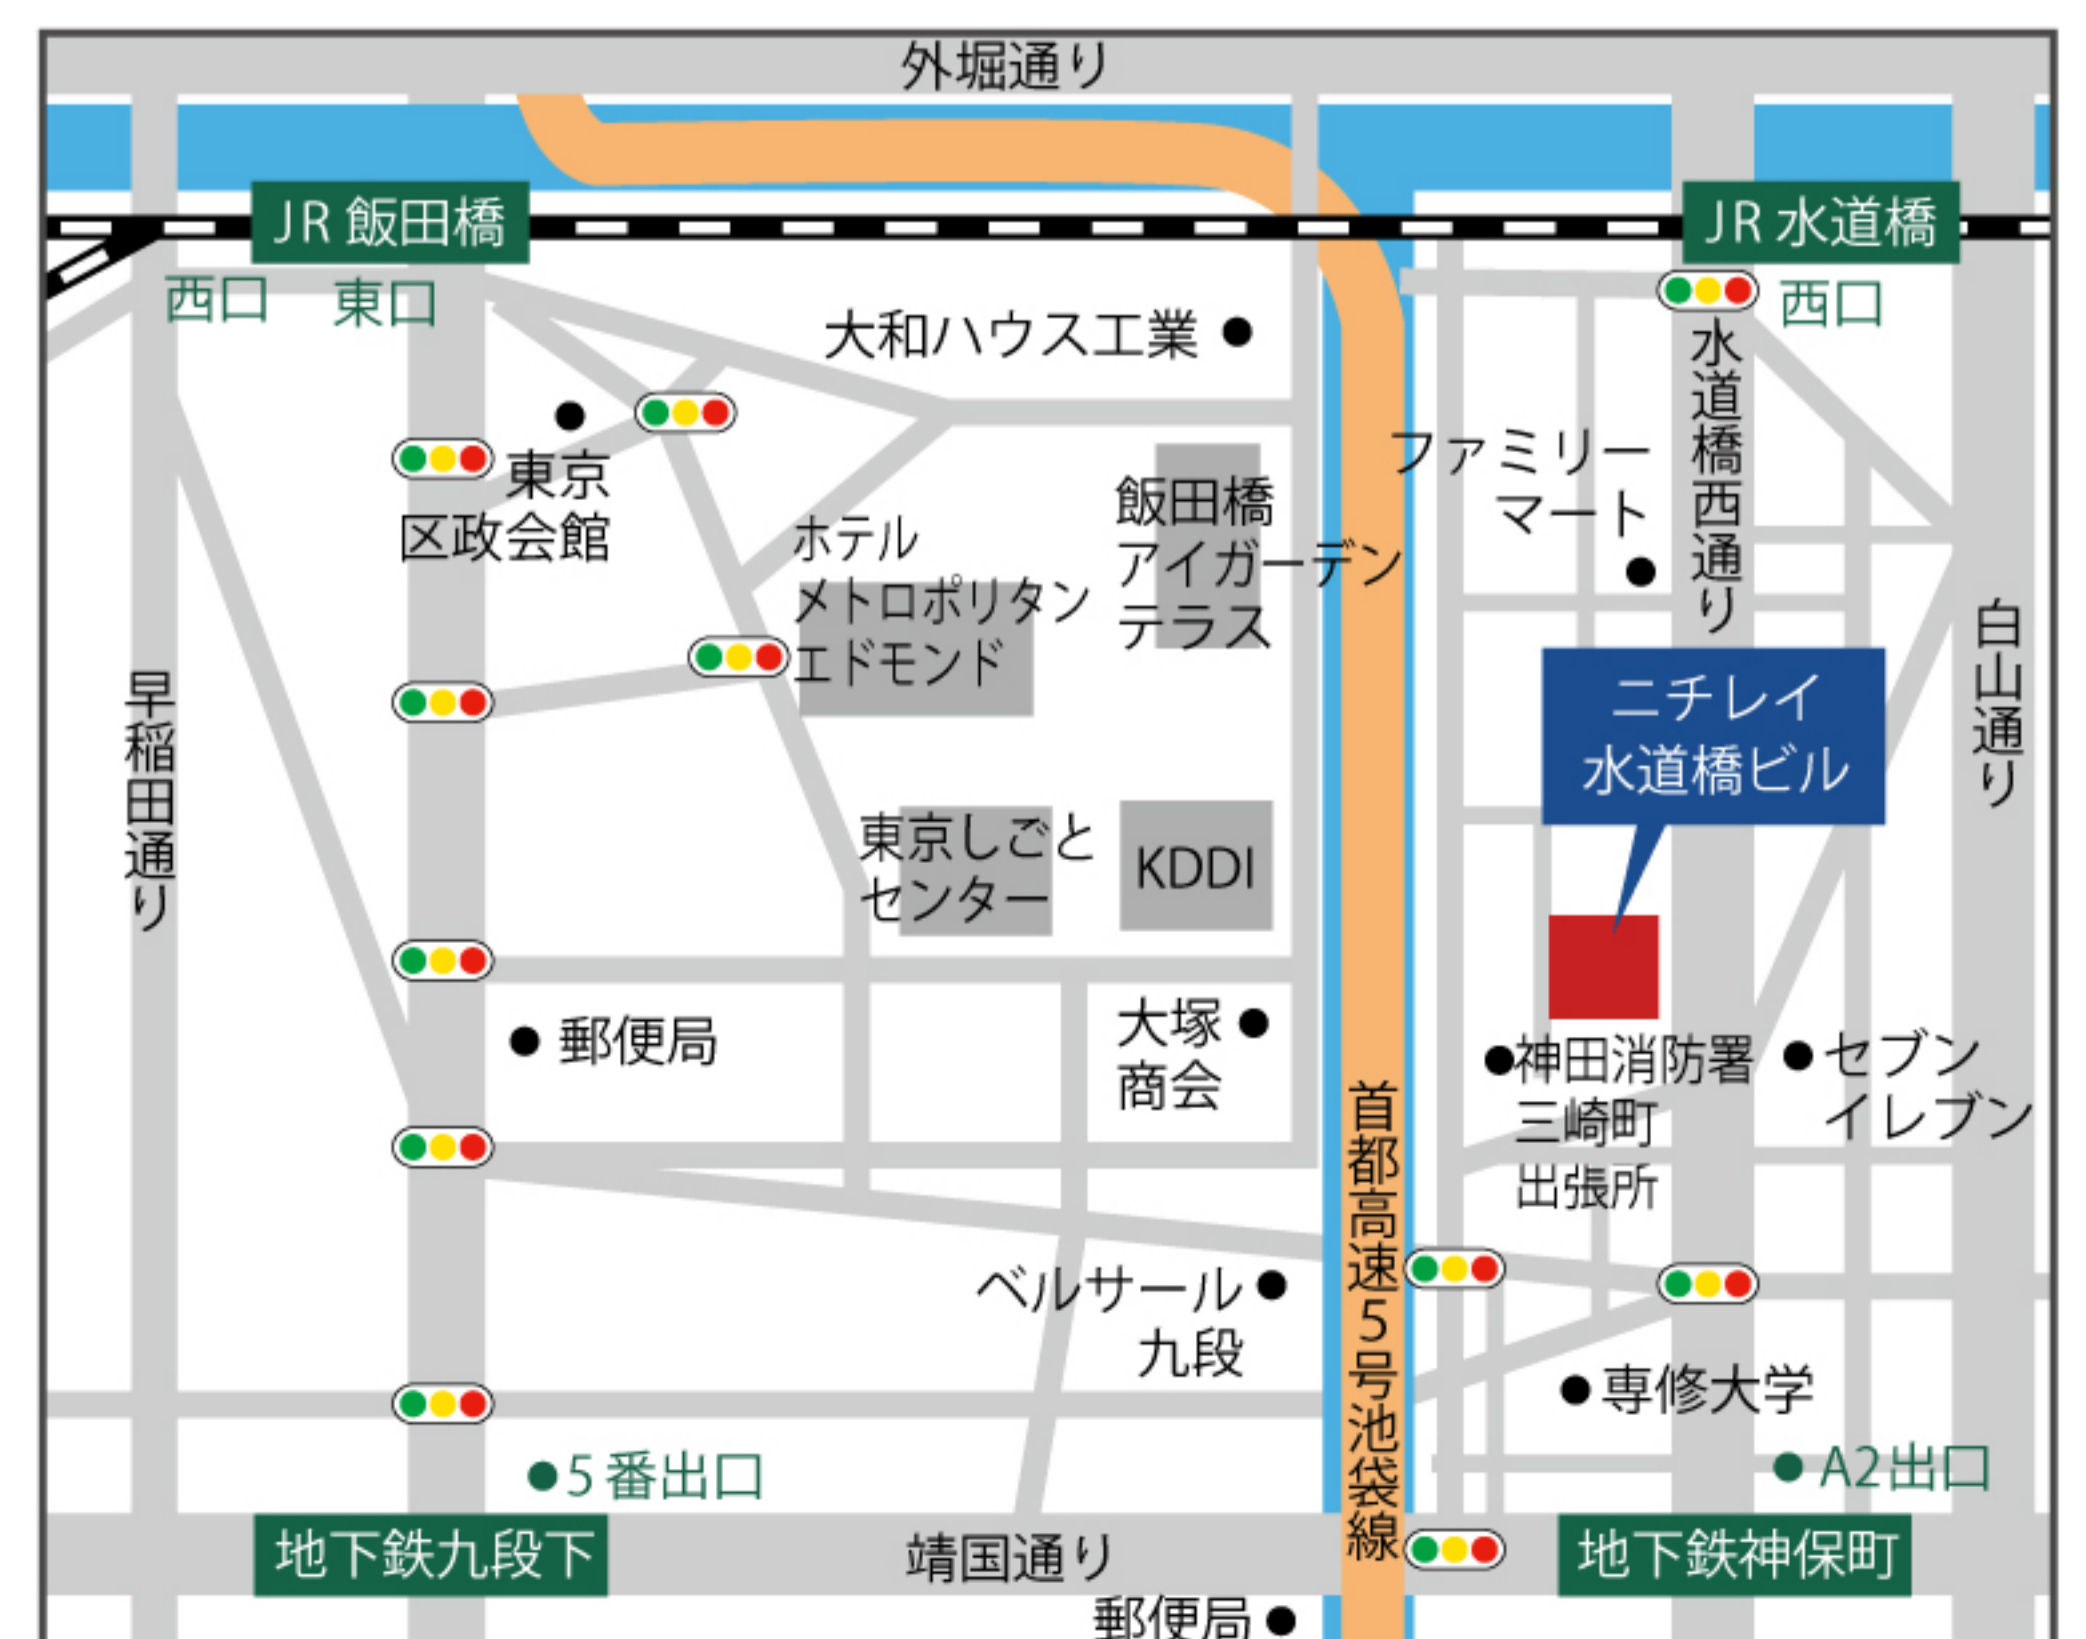 外堀通り
JR 飯田橋
JR 水道橋
西口
東口
西口
大和ハウス工業
水道橋西通り
ファミリー
マート
東京
区政会館
飯田橋
アイガーデン
テラス
ホテル
メトロポリタン
エドモンド
白山通り
早稲田通り
ニチレイ
水道橋ビル
東京しごと
センター
KDDI
郵便局
大塚
商会
神田消防署
三崎町
出張所
セブン
イレブン
首都高速5号池袋線
ベルサール
九段
専修大学
5番出口
A2出口
地下鉄九段下
靖国通り
地下鉄神保町
郵便局